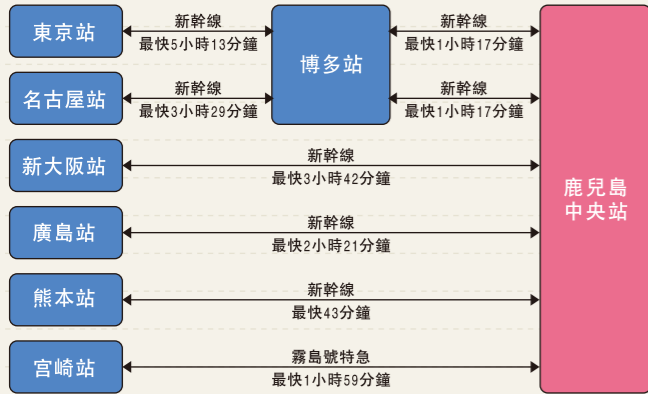 東京站
新幹線
最快5小時13分鐘
博多站
新幹線
最快1小時17分鐘
名古屋站
新幹線
最快3小時29分鐘
新幹線
最快1小時17分鐘
新大阪站
新幹線
最快3小時42分鐘
鹿兒島
中央站
廣島站
新幹線
最快2小時21分鐘
熊本站
新幹線
最快43分鐘
宮崎站
霧島號特急
最快1小時59分鐘